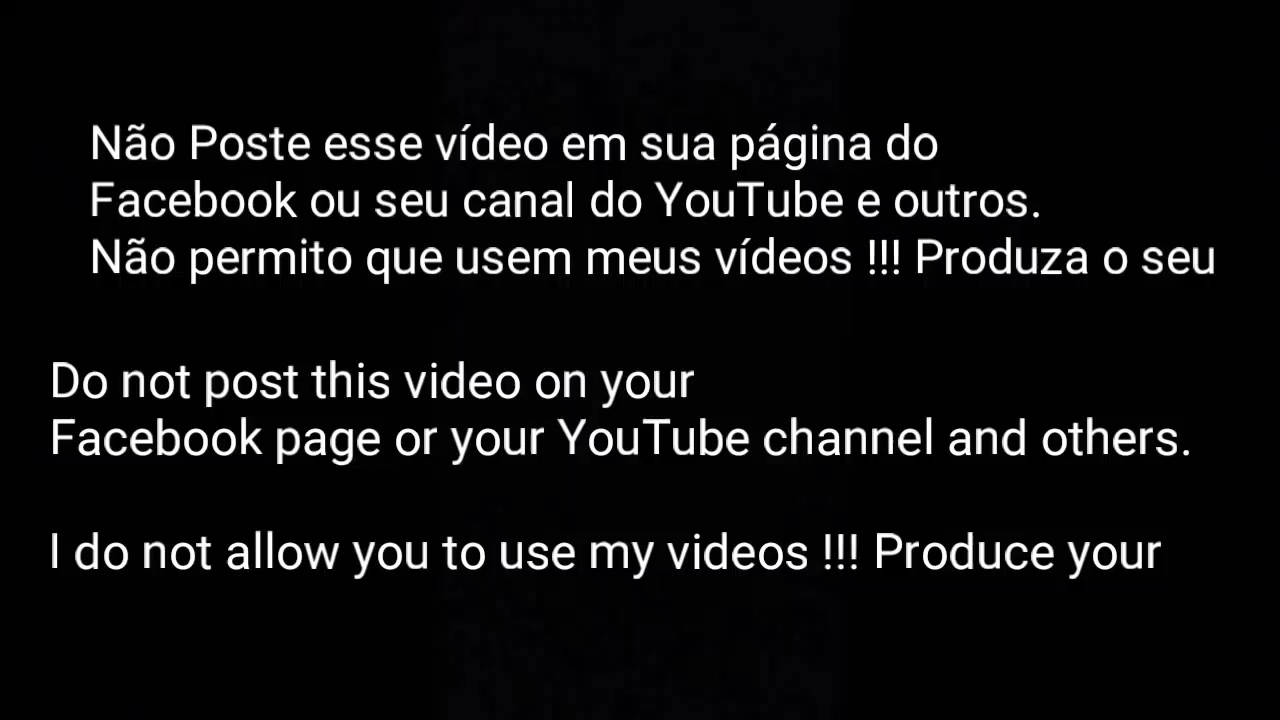 Não Poste esse vídeo em sua página do
Facebook ou seu canal do YouTube e outros.
Não permito que usem meus vídeos !!! Produza o seu
Do not post this video on your
Facebook page or your YouTube channel and others.
I do not allow you to use my videos !!! Produce your